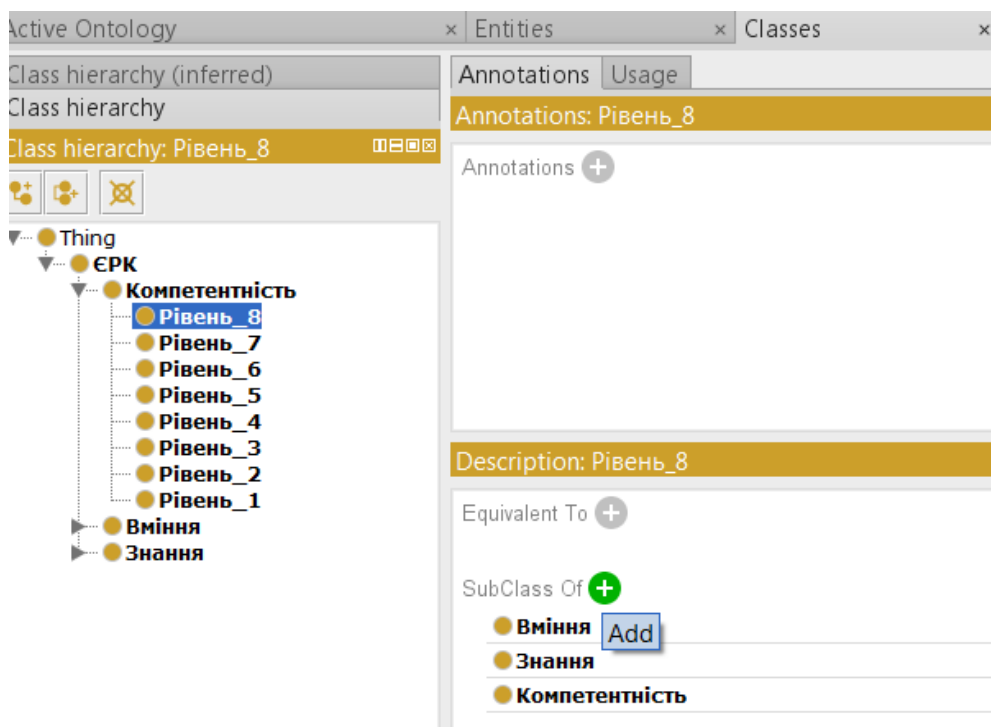 Active Ontology × Entities × Classes ×
Class hierarchy (inferred)
Class hierarchy
Class hierarchy: Рівень_8
Thing
ЄРК
Компетентність
Рівень_8
Рівень_7
Рівень_6
Рівень_5
Рівень_4
Рівень_3
Рівень_2
Рівень_1
Вміння
Знання
Annotations Usage
Annotations: Рівень_8
Annotations
Description: Рівень_8
Equivalent To
SubClass Of
Вміння
Add
Знання
Компетентність